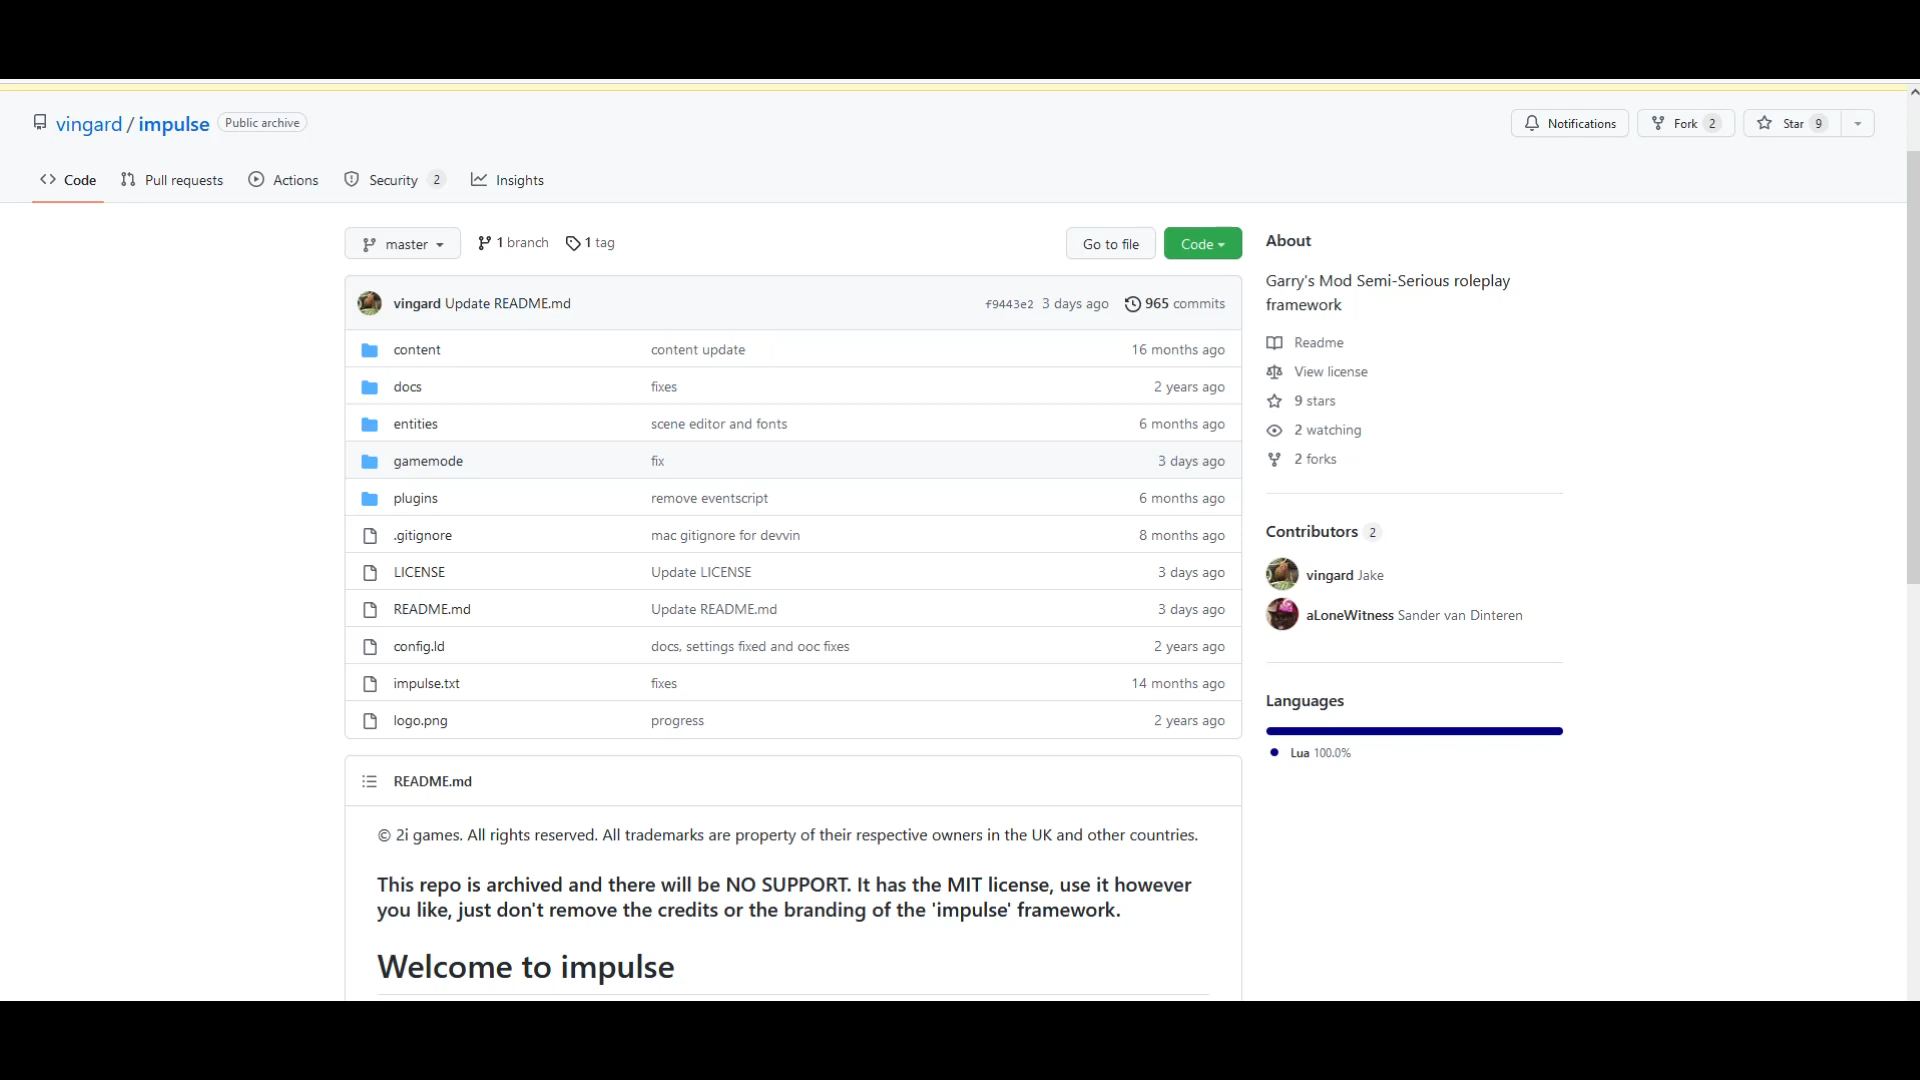 vingard / impulse Public archive
Notifications Fork 2 Star 9
Code Pull requests Actions Security 2 Insights
master 1 branch 1 tag Go to file Code
vingard Update README.md f9443e2 3 days ago 965 commits
content content update 16 months ago
docs fixes 2 years ago
entities scene editor and fonts 6 months ago
gamemode fix 3 days ago
plugins remove eventscript 6 months ago
.gitignore mac gitignore for devvin 8 months ago
LICENSE Update LICENSE 3 days ago
README.md Update README.md 3 days ago
config.ld docs, settings fixed and ooc fixes 2 years ago
impulse.txt fixes 14 months ago
logo.png progress 2 years ago
README.md
© 2i games. All rights reserved. All trademarks are property of their respective owners in the UK and other countries.
This repo is archived and there will be NO SUPPORT. It has the MIT license, use it however
you like, just don't remove the credits or the branding of the 'impulse' framework.
Welcome to impulse
About
Garry's Mod Semi-Serious roleplay
framework
Readme
View license
9 stars
2 watching
2 forks
Contributors 2
vingard Jake
aLoneWitness Sander van Dinteren
Languages
Lua 100.0%